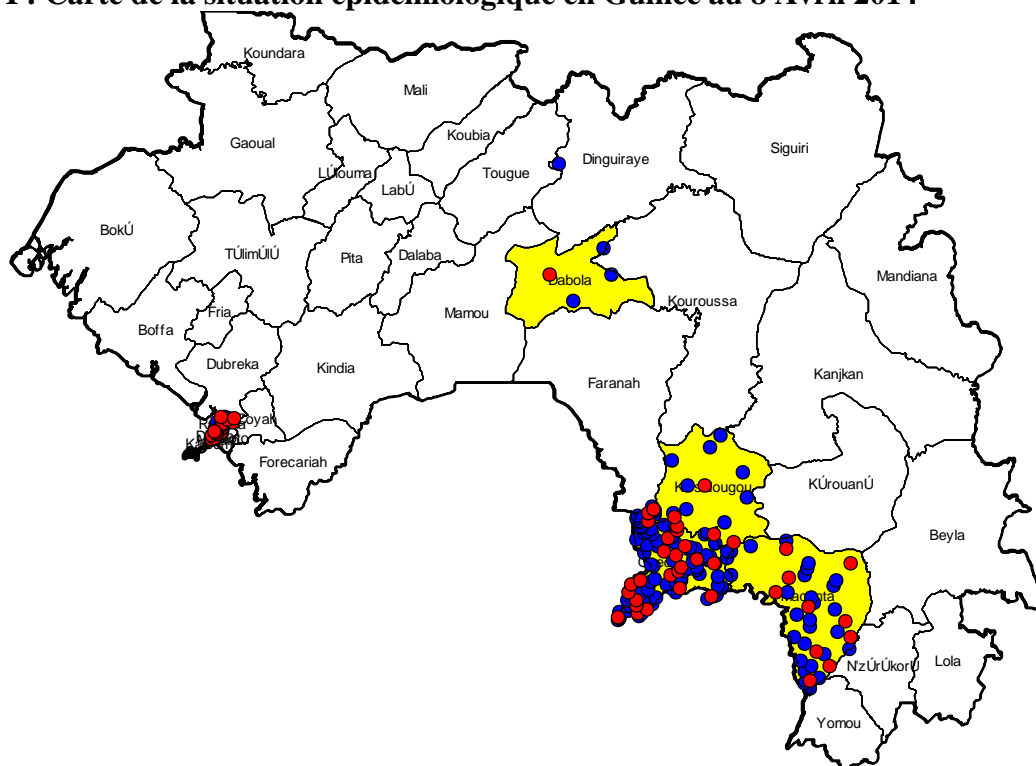 1 : Carte de la situation épidémiologique en Guinée au 8 Avril 2014
Koundara
Mali
Gaoual
Koubia
Siguiri
Dinguiraye
LÚlouma
Tougue
LabÚ
BokÚ
TÚlimÚlÚ
Pita
Dalaba
Mandiana
Dabola
Kouroussa
Fria
Mamou
Boffa
Dubreka
Kindia
Kanjkan
Faranah
Forecariah
KÚrouanÚ
Beyla
N'zÚrÚkorÚ
Lola
Yomou